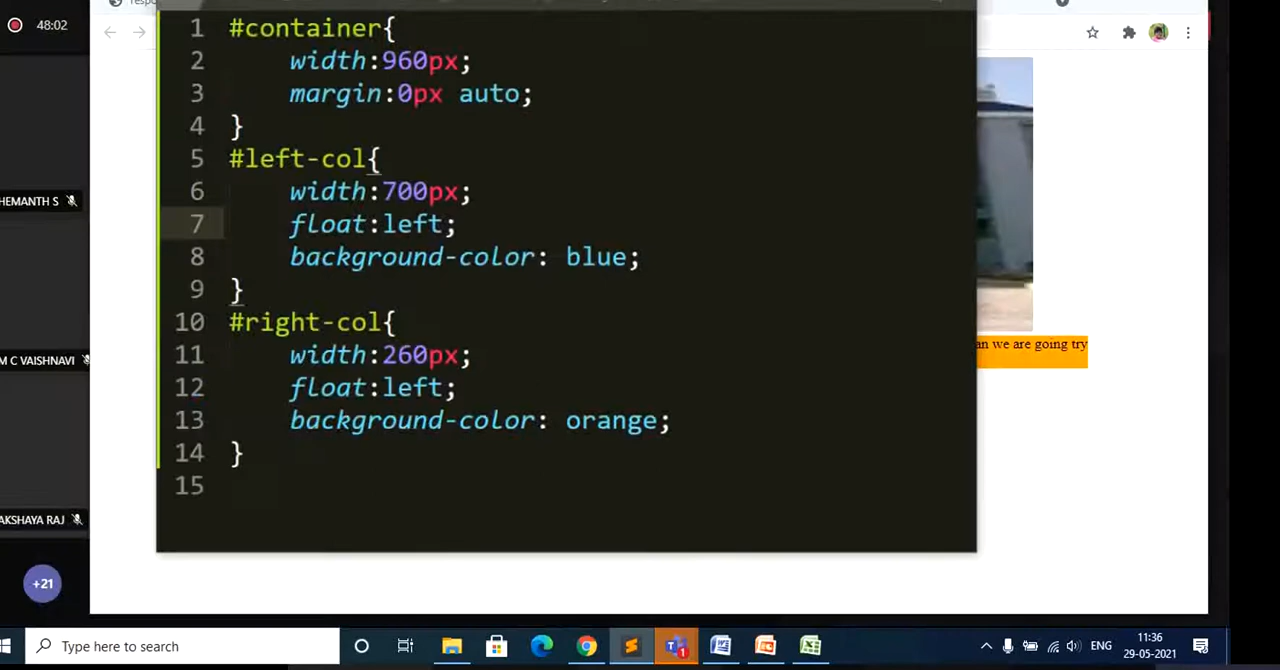 respo
48:02
1 #container{
2 width:960px;
3 margin:0px auto;
4 }
5 #left-col{
HEMANTH S
6 width:700px;
7 float:left;
8 background-color: blue;
9 }
10 #right-col{
an we are going try
11 width:260px;
M C VAISHNAVI
12 float:left;
13 background-color: orange;
14 }
15
AKSHAYA RAJ
+21
Type here to search
1
ENG
11:36
29-05-2021